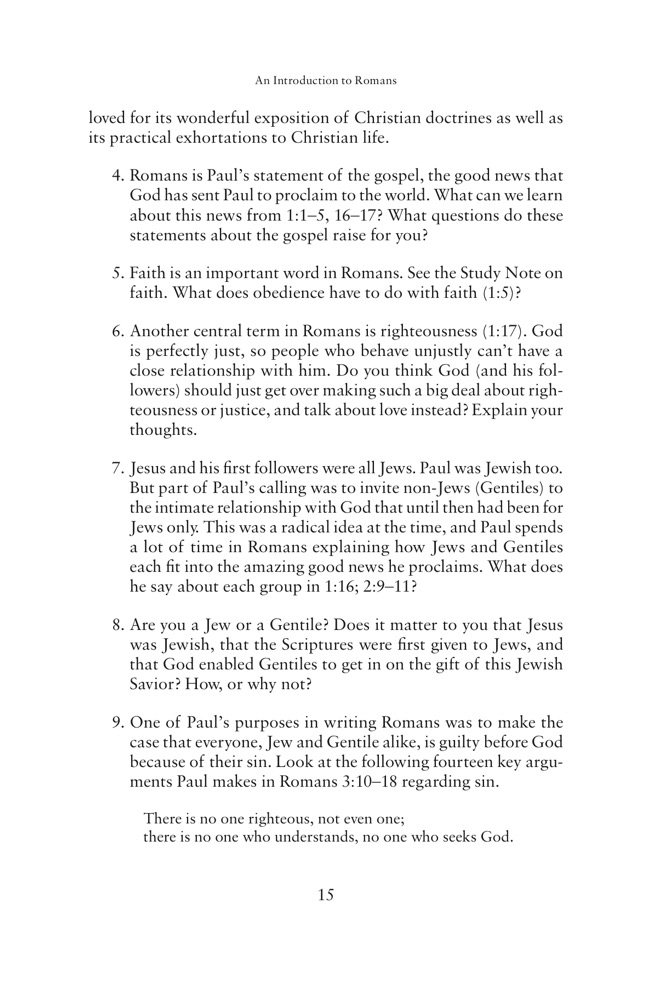 An Introduction to Romans
loved for its wonderful exposition of Christian doctrines as well as
its practical exhortations to Christian life.
4. Romans is Paul's statement of the gospel, the good news that
God has sent Paul to proclaim to the world. What can we learn
about this news from 1:1–5, 16–17? What questions do these
statements about the gospel raise for you?
5. Faith is an important word in Romans. See the Study Note on
faith. What does obedience have to do with faith (1:5)?
6. Another central term in Romans is righteousness (1:17). God
is perfectly just, so people who behave unjustly can't have a
close relationship with him. Do you think God (and his fol-
lowers) should just get over making such a big deal about righ-
teousness or justice, and talk about love instead? Explain your
thoughts.
7. Jesus and his first followers were all Jews. Paul was Jewish too.
But part of Paul's calling was to invite non-Jews (Gentiles) to
the intimate relationship with God that until then had been for
Jews only. This was a radical idea at the time, and Paul spends
a lot of time in Romans explaining how Jews and Gentiles
each fit into the amazing good news he proclaims. What does
he say about each group in 1:16; 2:9–11?
8. Are you a Jew or a Gentile? Does it matter to you that Jesus
was Jewish, that the Scriptures were first given to Jews, and
that God enabled Gentiles to get in on the gift of this Jewish
Savior? How, or why not?
9. One of Paul's purposes in writing Romans was to make the
case that everyone, Jew and Gentile alike, is guilty before God
because of their sin. Look at the following fourteen key argu-
ments Paul makes in Romans 3:10–18 regarding sin.
There is no one righteous, not even one;
there is no one who understands, no one who seeks God.
15